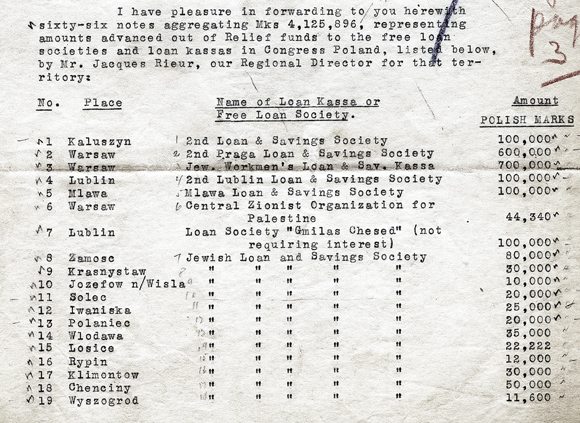 I have pleasure in forwarding to you herewith
sixty-six notes aggregating Mks 4,125,896, representing
amounts advanced out of Relief funds to the free loan
societies and loan kassas in Congress Poland, listed below,
by Mr. Jacques Rieur, our Regional Director for that ter-
ritory:
pag
3
No. Place Name of Loan Kassa or Amount
Free Loan Society. POLISH MARKS
1 Kaluszyn 1 2nd Loan & Savings Society 100,000
2 Warsaw 2 2nd Praga Loan & Savings Society 600,000
3 Warsaw Jew. Workmen's Loan & Sav. Kassa 700,000
4 Lublin 4 2nd Lublin Loan & Savings Society 100,000
5 Mlawa Mlawa Loan & Savings Society 100,000
6 Warsaw 6 Central Zionist Organization for
Palestine 44,340
7 Lublin Loan Society "Gmilas Chesed" (not
requiring interest) 100,000
8 Zamosc 7 Jewish Loan and Savings Society 80,000
9 Krasnystaw " " " " " 30,000
10 Jozefow n/Wisla " " " " " 10,000
11 Solec " " " " " 20,000
12 Iwaniska " " " " " 25,000
13 Polaniec " " " " " 20,000
14 Wlodawa " " " " " 35,000
15 Losice " " " " " 22,222
16 Rypin " " " " " 12,000
17 Klimontow " " " " " 30,000
18 Chenciny " " " " " 50,000
19 Wyszogrod " " " " " 11,600